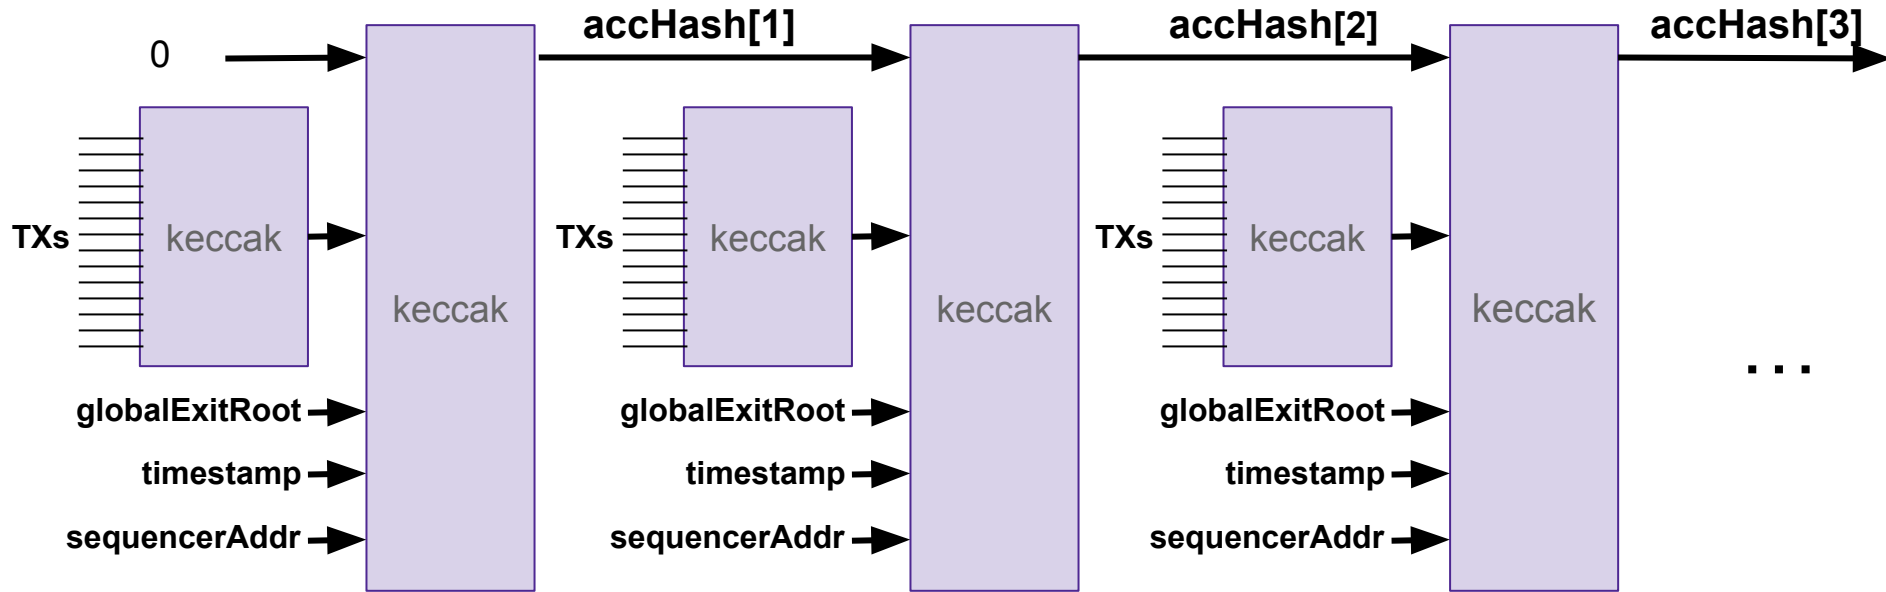 accHash[1] accHash[2] accHash[3]
0
TXs keccak TXs keccak TXs keccak
keccak keccak keccak
...
globalExitRoot globalExitRoot globalExitRoot
timestamp timestamp timestamp
sequencerAddr sequencerAddr sequencerAddr